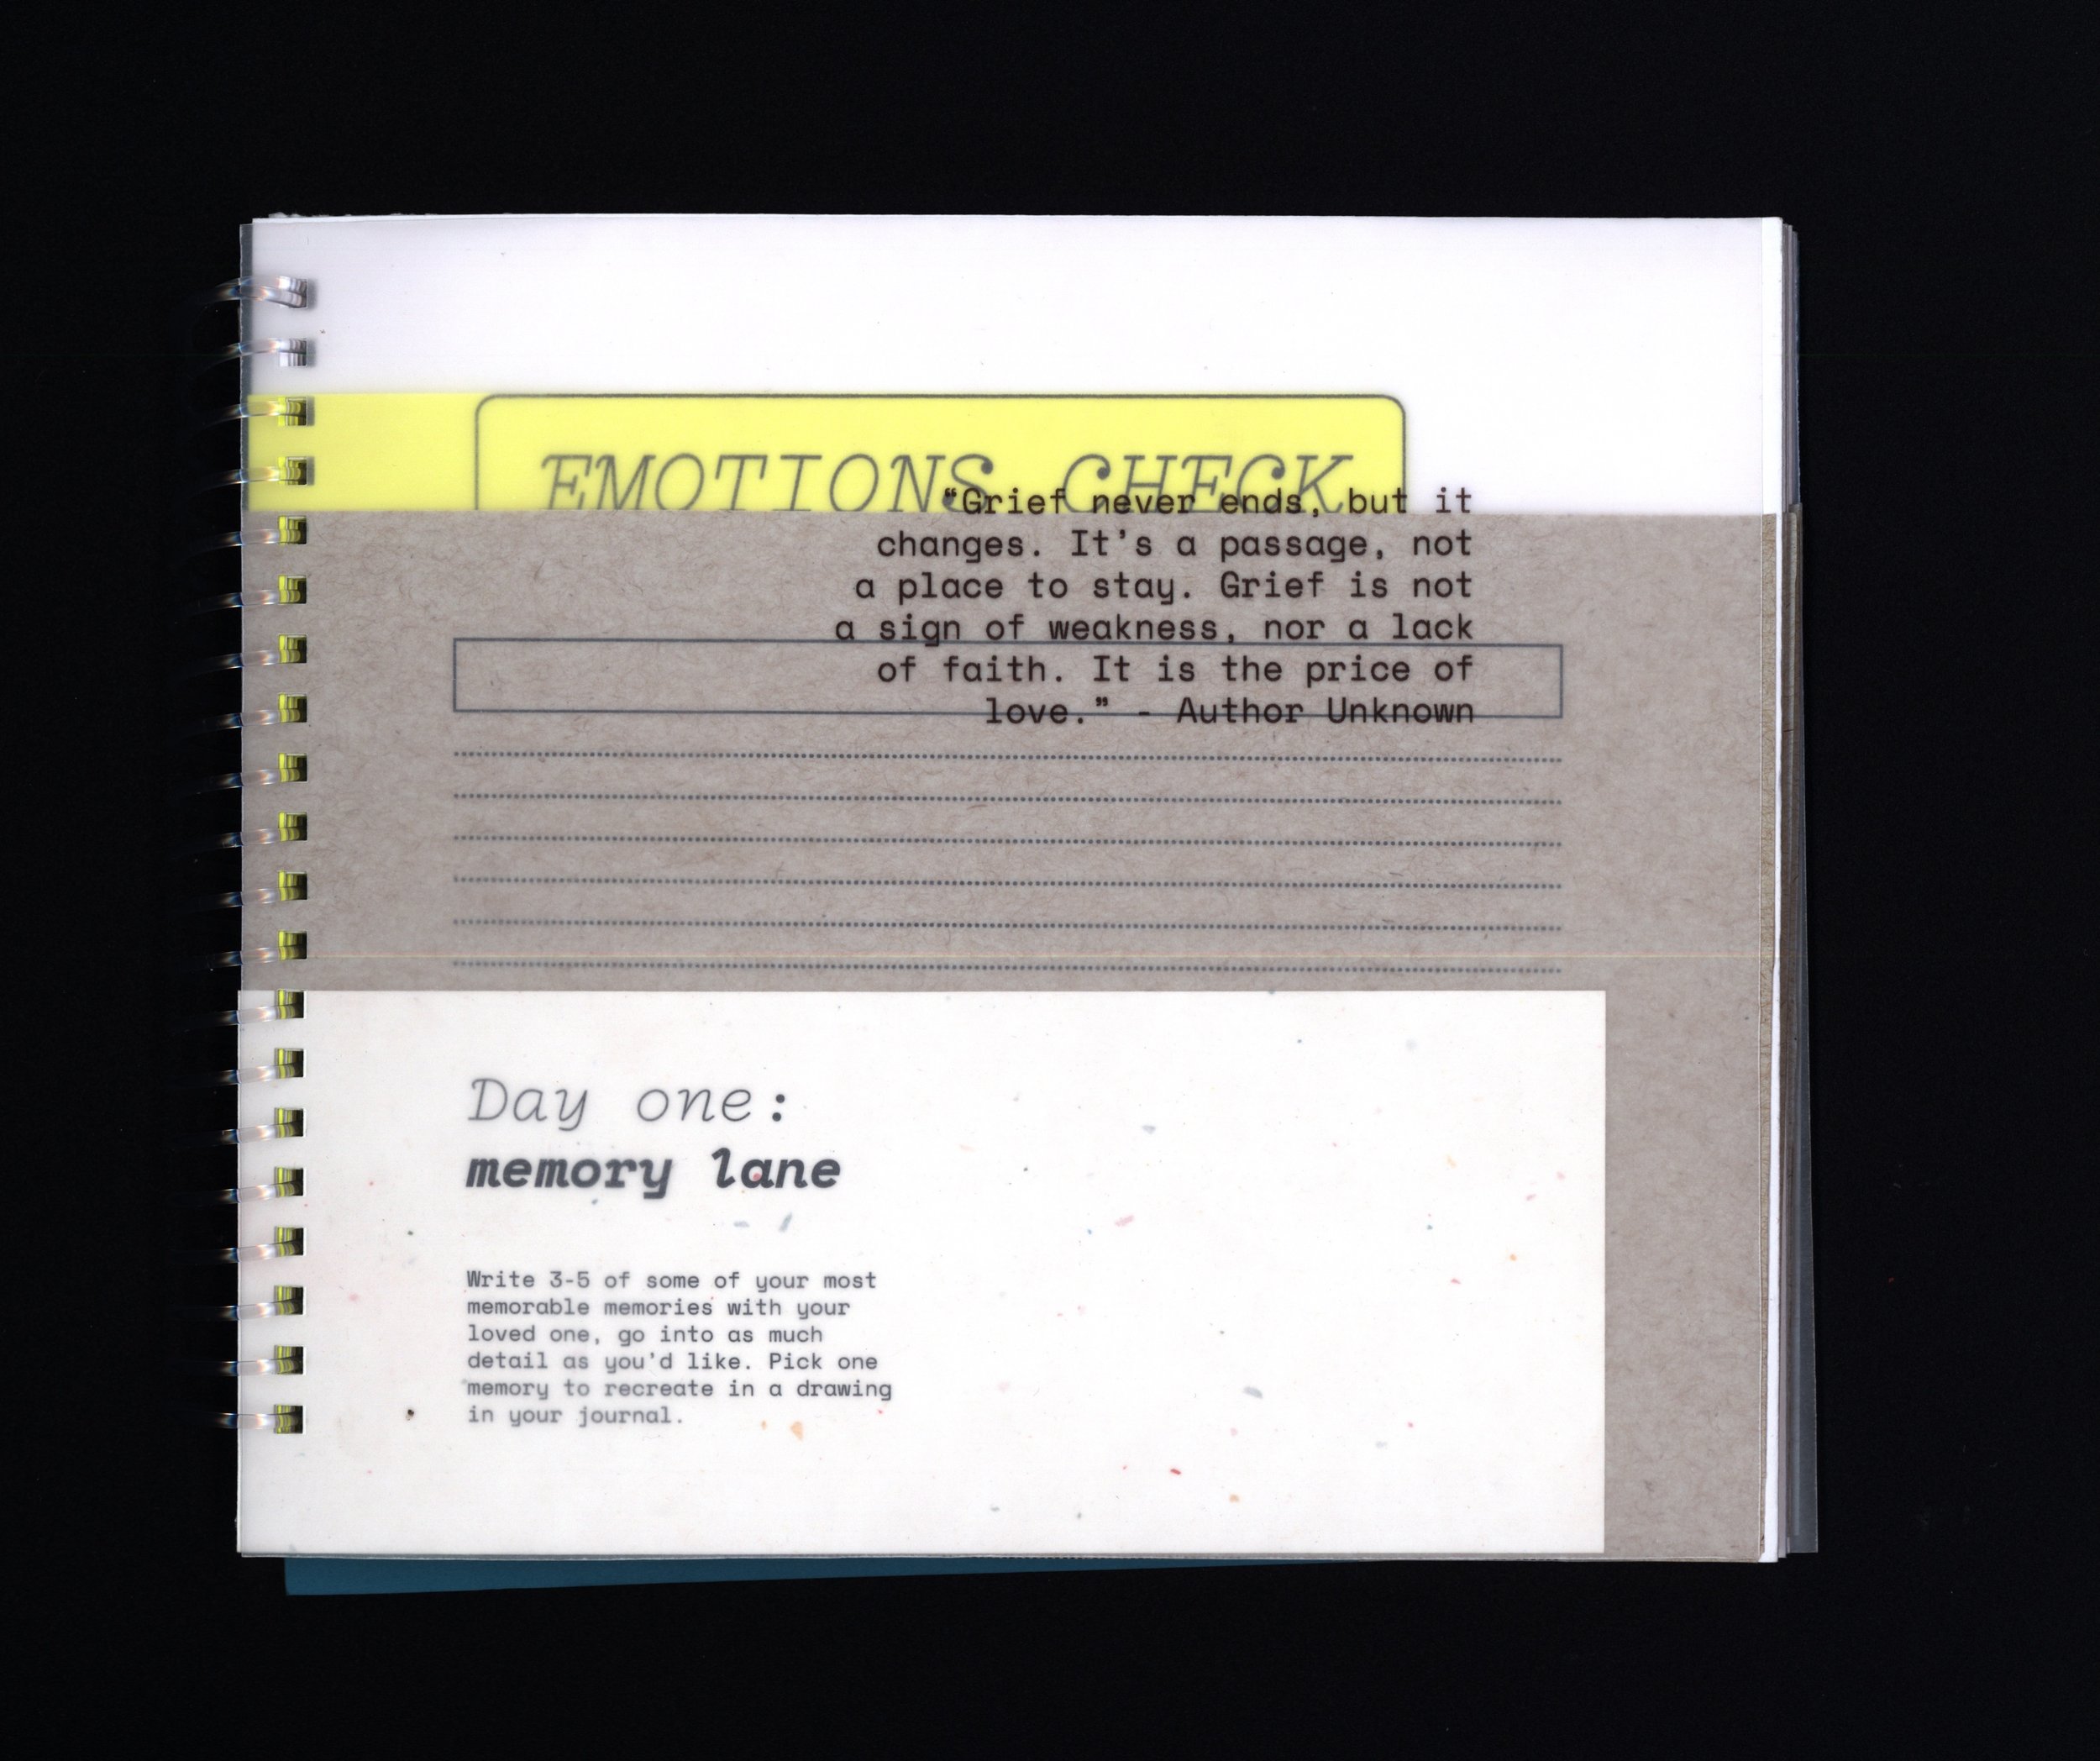 EMOTIONS CHECK
“Grief never ends, but it
changes. It’s a passage, not
a place to stay. Grief is not
a sign of weakness, nor a lack
of faith. It is the price of
love.” - Author Unknown
Day one:
memory lane
Write 3-5 of some of your most
memorable memories with your
loved one, go into as much
detail as you'd like. Pick one
memory to recreate in a drawing
in your journal.